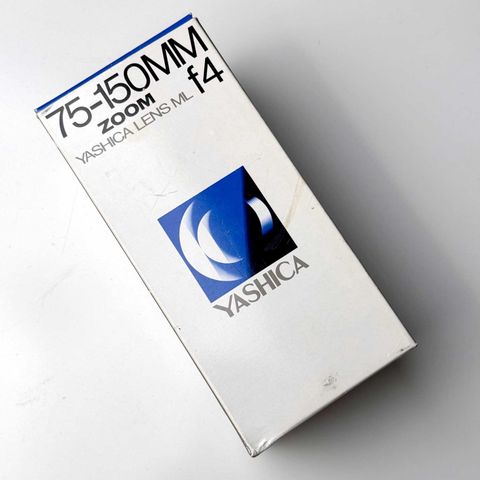 75-150MM
ZOOM f4
YASHICA LENS ML
YASHICA